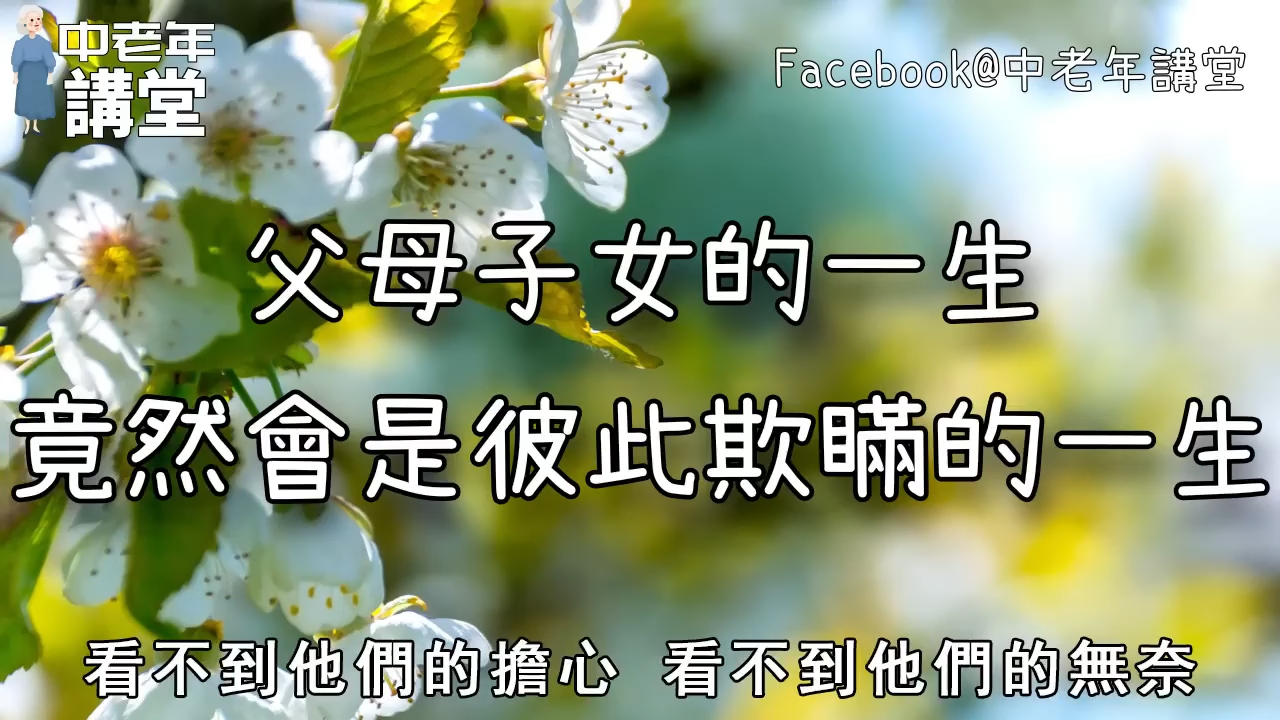 中老年
講堂
Facebook@中老年講堂
父母子女的一生
竟然會是彼此欺瞞的一生
看不到他們的擔心 看不到他們的無奈